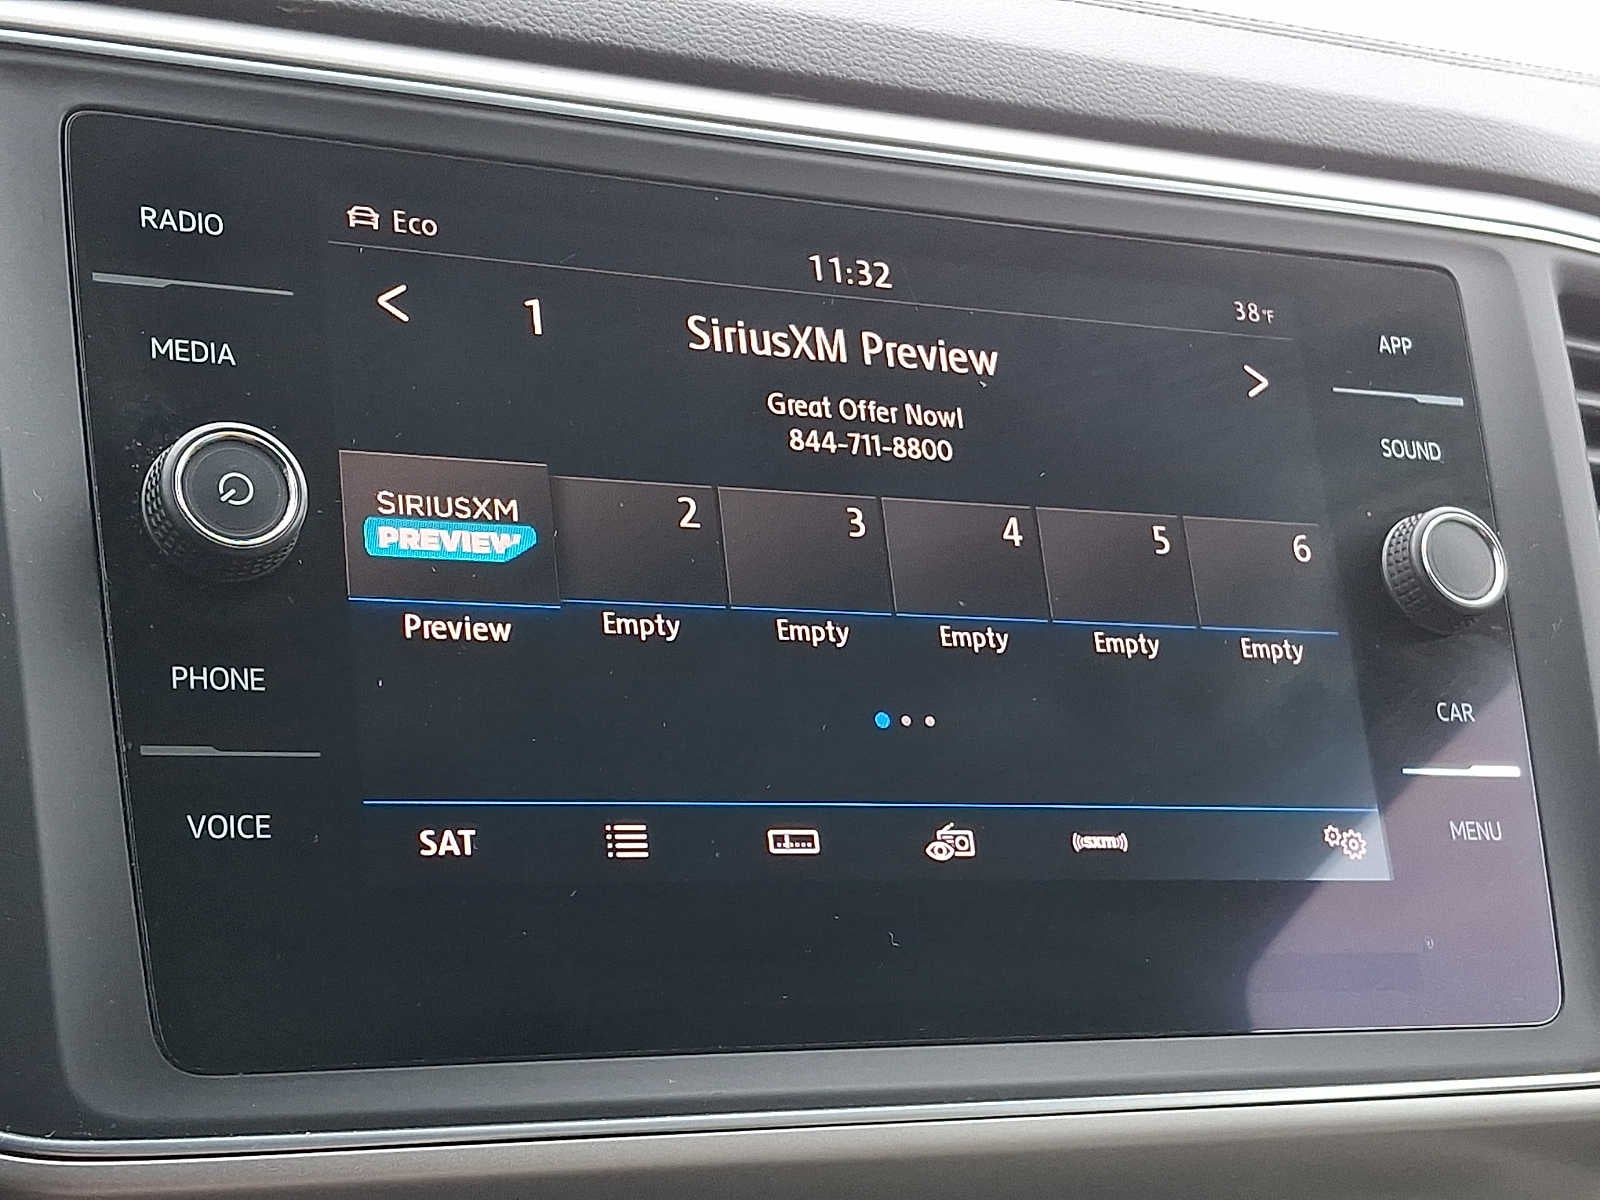 RADIO
Eco
11:32
38°F
1
SiriusXM Preview
Great Offer Now!
844-711-8800
MEDIA
APP
SOUND
SIRIUSXM
PREVIEW
2
3
4
5
6
Preview
Empty
Empty
Empty
Empty
Empty
PHONE
CAR
VOICE
SAT
((sxm))
MENU